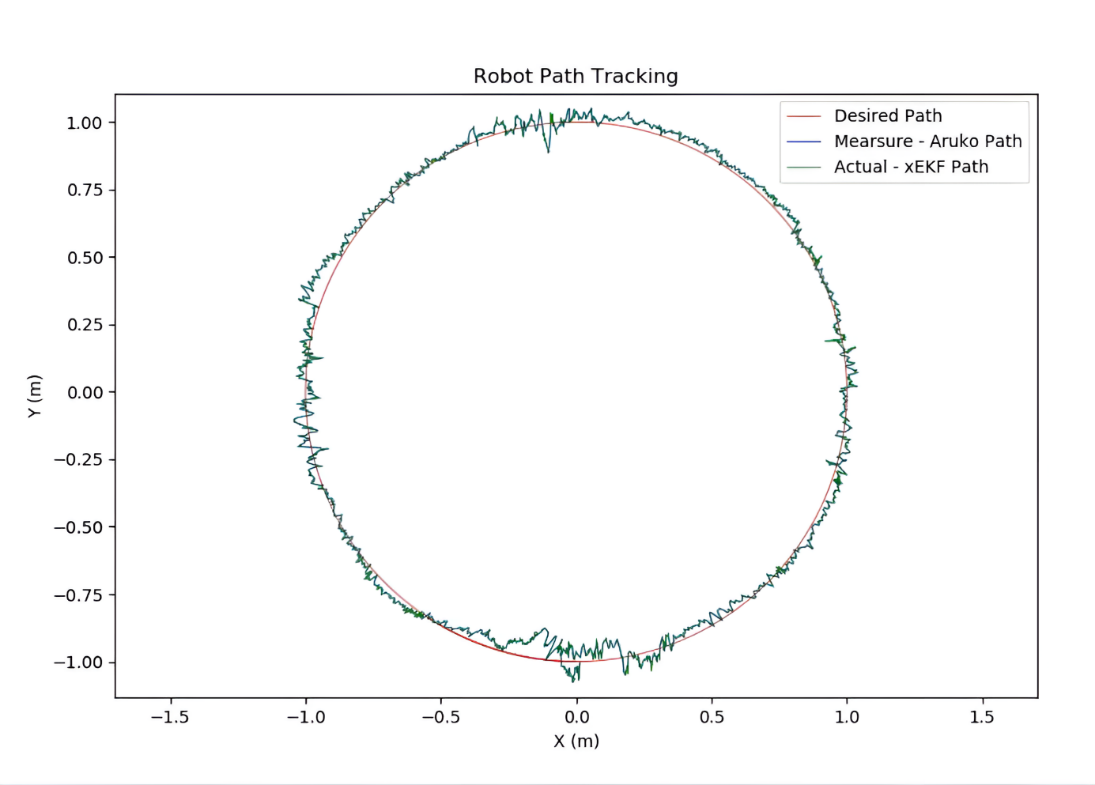 Robot Path Tracking
Desired Path
Mearsure - Aruko Path
Actual - xEKF Path
Y (m)
1.00
0.75
0.50
0.25
0.00
−0.25
−0.50
−0.75
−1.00
−1.5 −1.0 −0.5 0.0 0.5 1.0 1.5
X (m)